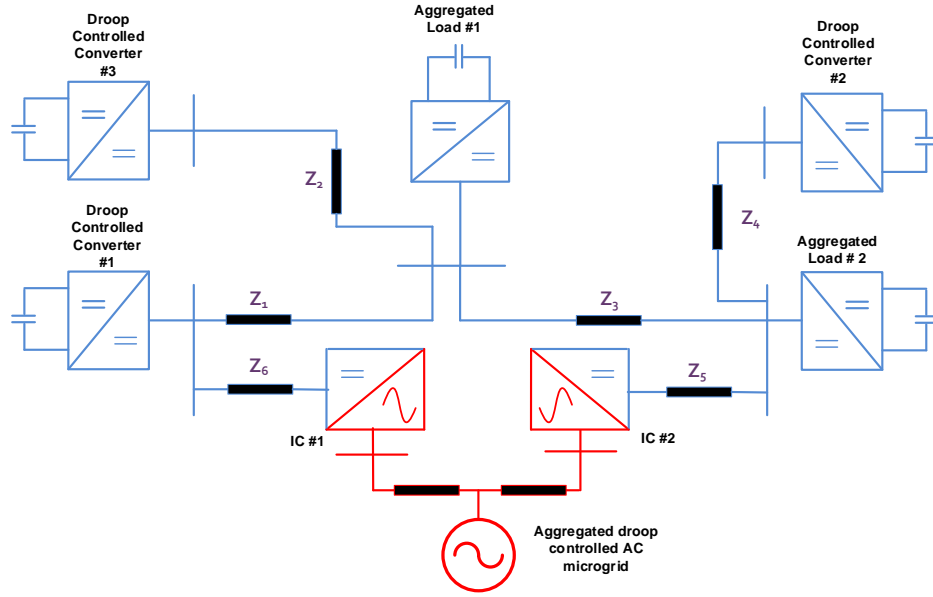 Droop
Controlled
Converter
#3
Aggregated
Load #1
Droop
Controlled
Converter
#2
Z₂
Z₄
Droop
Controlled
Converter
#1
Aggregated
Load # 2
Z₁
Z₃
Z₆
Z₅
IC #1
IC #2
Aggregated droop
controlled AC
microgrid